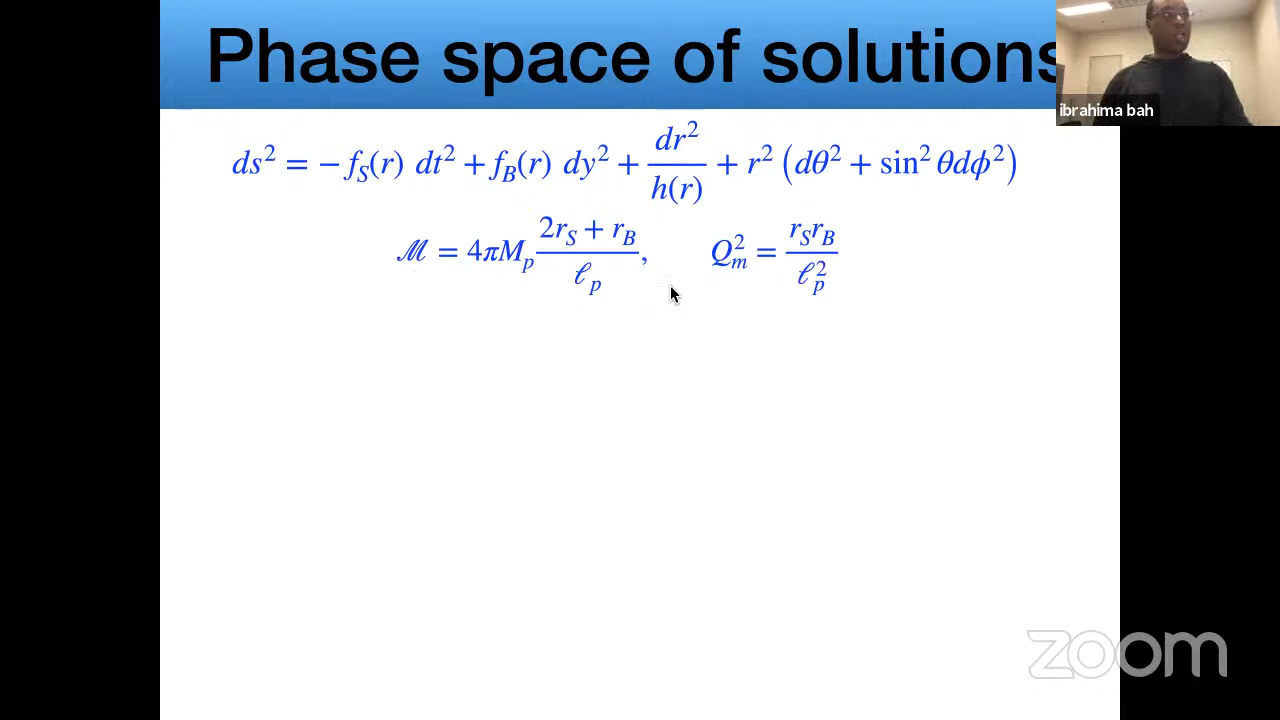 Phase space of solutions
ibrahima bah
ds² = − f_S(r) dt² + f_B(r) dy² + dr²/h(r) + r² (dθ² + sin² θdϕ²)
ℳ = 4πM_p (2r_S + r_B)/ℓ_p, Q_m² = r_S r_B/ℓ_p²
zoom